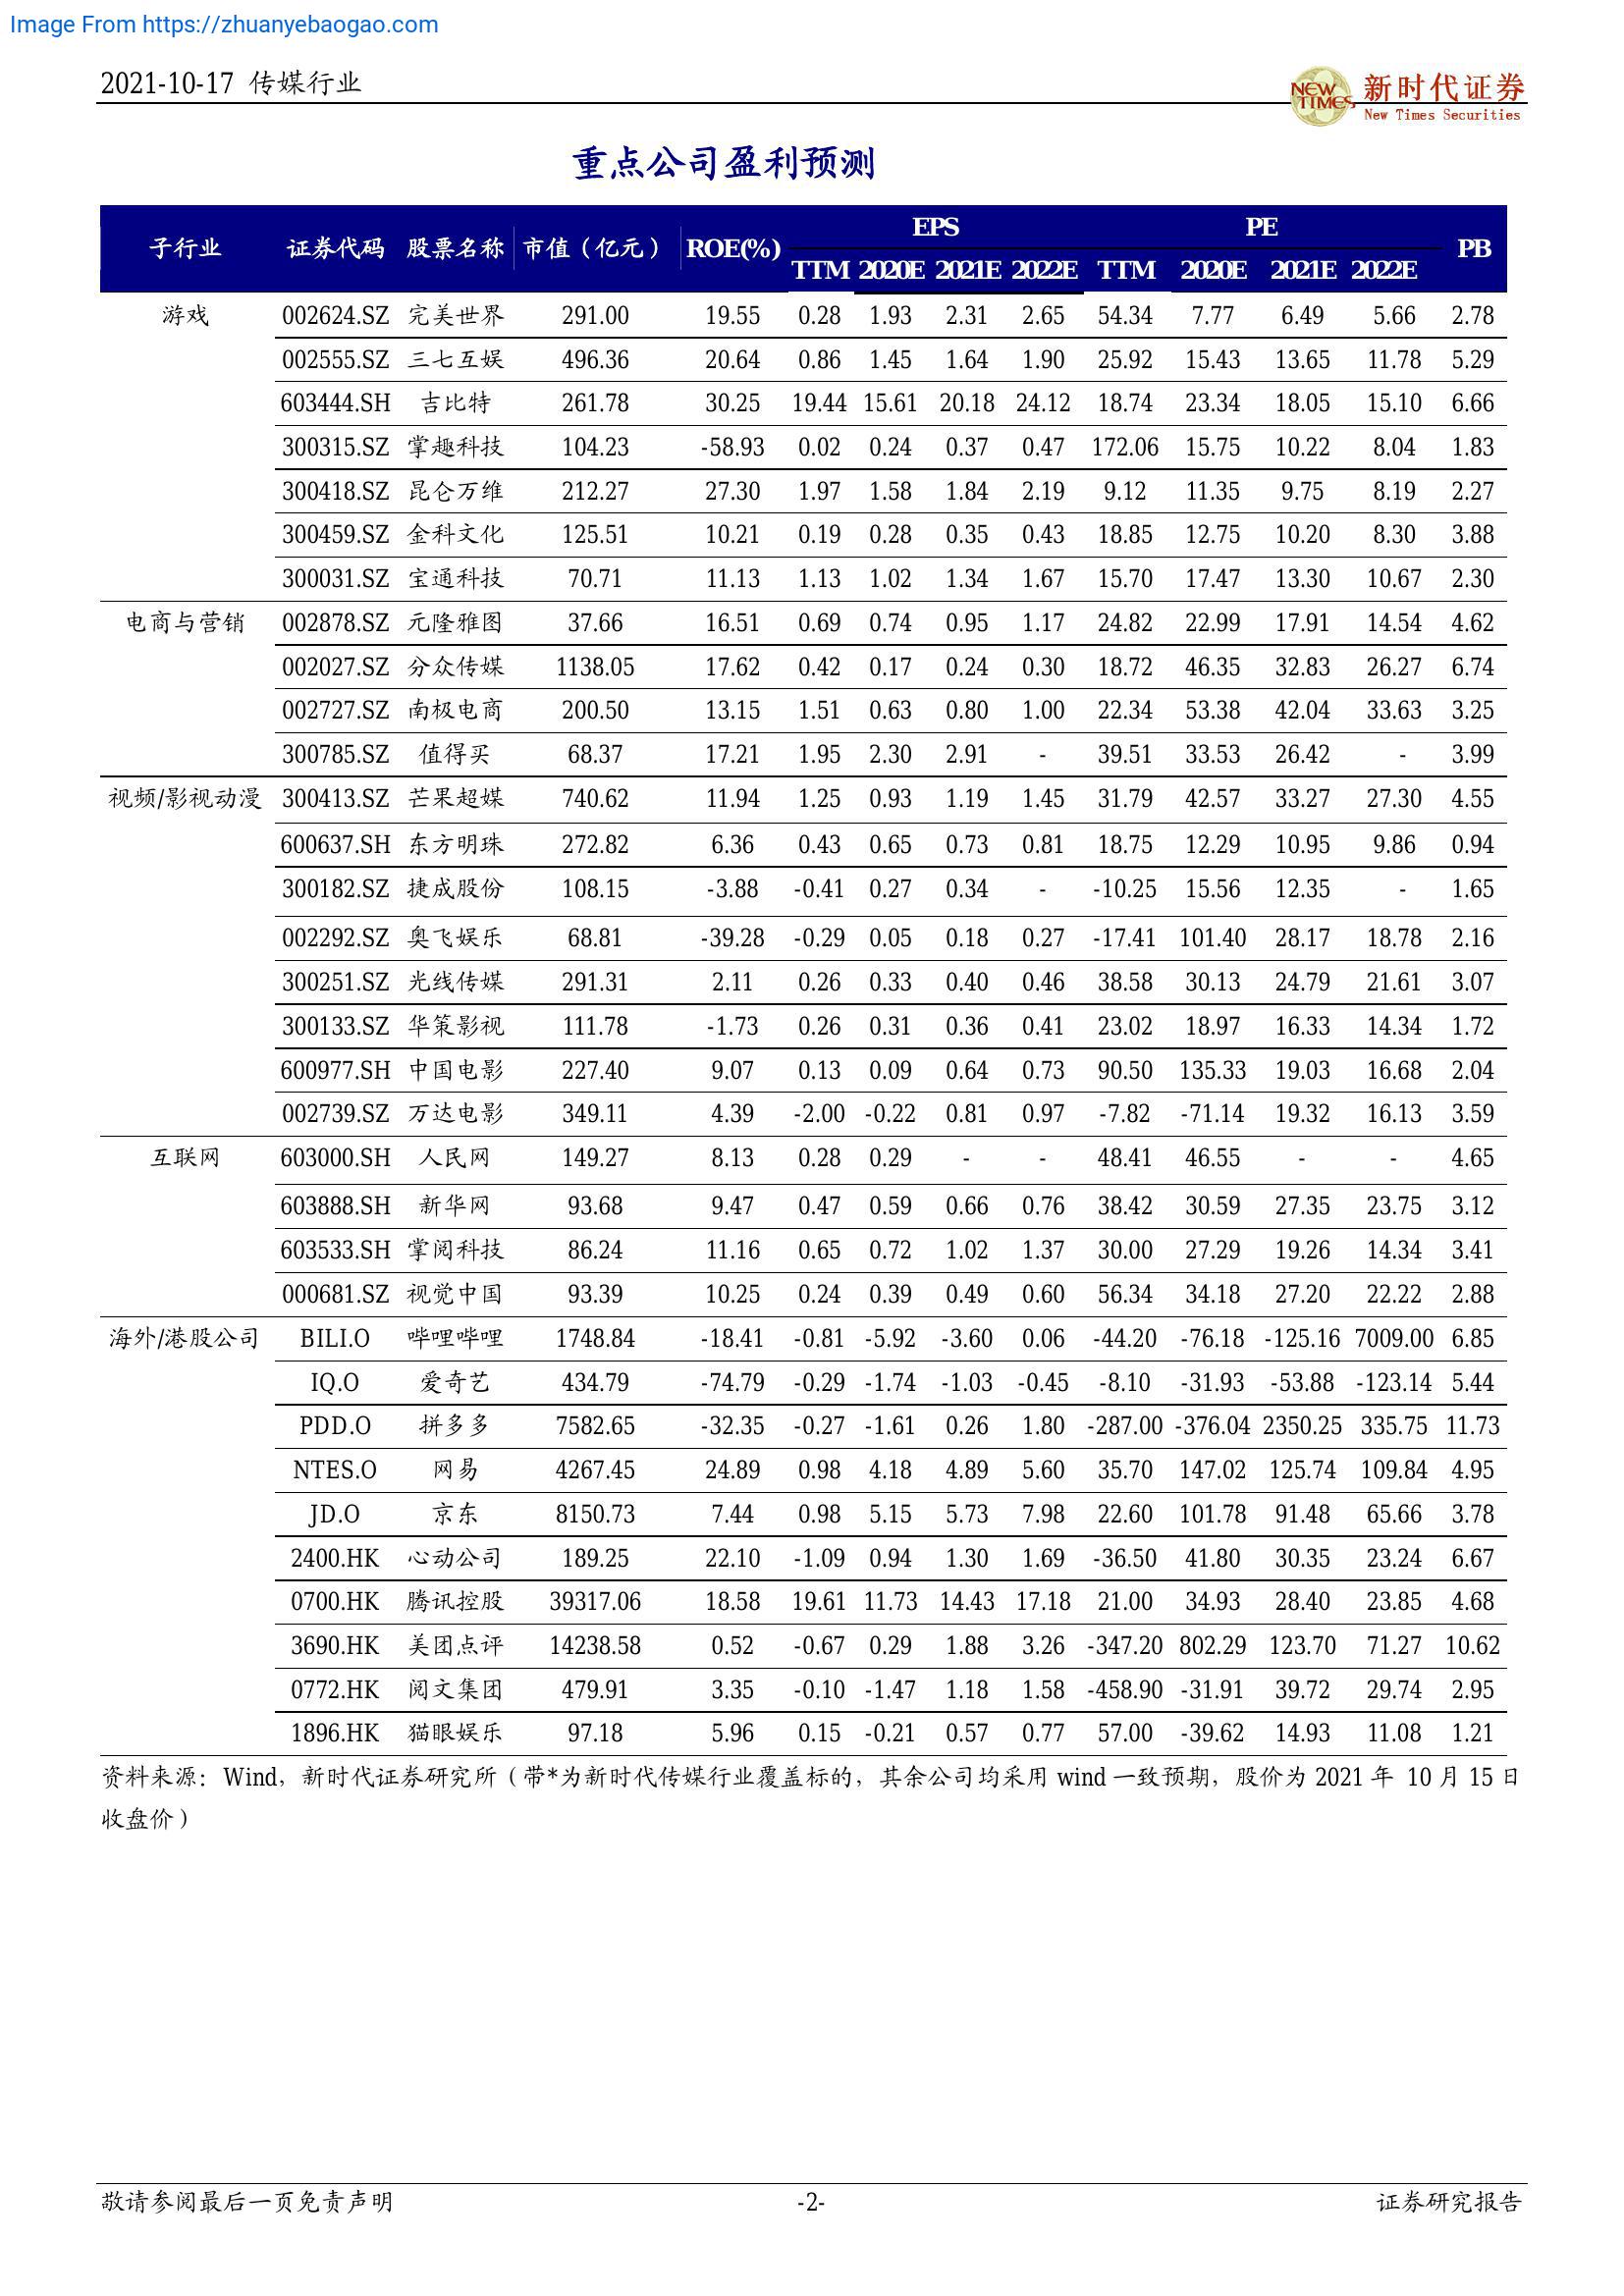 Image From https://zhuanyebaogao.com
2021-10-17 传媒行业
NEW TIMES 新时代证券
New Times Securities
重点公司盈利预测
子行业 证券代码 股票名称 市值（亿元） ROE(%) EPS PE PB
TTM 2020E 2021E 2022E TTM 2020E 2021E 2022E
游戏 002624.SZ 完美世界 291.00 19.55 0.28 1.93 2.31 2.65 54.34 7.77 6.49 5.66 2.78
002555.SZ 三七互娱 496.36 20.64 0.86 1.45 1.64 1.90 25.92 15.43 13.65 11.78 5.29
603444.SH 吉比特 261.78 30.25 19.44 15.61 20.18 24.12 18.74 23.34 18.05 15.10 6.66
300315.SZ 掌趣科技 104.23 -58.93 0.02 0.24 0.37 0.47 172.06 15.75 10.22 8.04 1.83
300418.SZ 昆仑万维 212.27 27.30 1.97 1.58 1.84 2.19 9.12 11.35 9.75 8.19 2.27
300459.SZ 金科文化 125.51 10.21 0.19 0.28 0.35 0.43 18.85 12.75 10.20 8.30 3.88
300031.SZ 宝通科技 70.71 11.13 1.13 1.02 1.34 1.67 15.70 17.47 13.30 10.67 2.30
电商与营销 002878.SZ 元隆雅图 37.66 16.51 0.69 0.74 0.95 1.17 24.82 22.99 17.91 14.54 4.62
002027.SZ 分众传媒 1138.05 17.62 0.42 0.17 0.24 0.30 18.72 46.35 32.83 26.27 6.74
002727.SZ 南极电商 200.50 13.15 1.51 0.63 0.80 1.00 22.34 53.38 42.04 33.63 3.25
300785.SZ 值得买 68.37 17.21 1.95 2.30 2.91 - 39.51 33.53 26.42 - 3.99
视频/影视动漫 300413.SZ 芒果超媒 740.62 11.94 1.25 0.93 1.19 1.45 31.79 42.57 33.27 27.30 4.55
600637.SH 东方明珠 272.82 6.36 0.43 0.65 0.73 0.81 18.75 12.29 10.95 9.86 0.94
300182.SZ 捷成股份 108.15 -3.88 -0.41 0.27 0.34 - -10.25 15.56 12.35 - 1.65
002292.SZ 奥飞娱乐 68.81 -39.28 -0.29 0.05 0.18 0.27 -17.41 101.40 28.17 18.78 2.16
300251.SZ 光线传媒 291.31 2.11 0.26 0.33 0.40 0.46 38.58 30.13 24.79 21.61 3.07
300133.SZ 华策影视 111.78 -1.73 0.26 0.31 0.36 0.41 23.02 18.97 16.33 14.34 1.72
600977.SH 中国电影 227.40 9.07 0.13 0.09 0.64 0.73 90.50 135.33 19.03 16.68 2.04
002739.SZ 万达电影 349.11 4.39 -2.00 -0.22 0.81 0.97 -7.82 -71.14 19.32 16.13 3.59
互联网 603000.SH 人民网 149.27 8.13 0.28 0.29 - - 48.41 46.55 - - 4.65
603888.SH 新华网 93.68 9.47 0.47 0.59 0.66 0.76 38.42 30.59 27.35 23.75 3.12
603533.SH 掌阅科技 86.24 11.16 0.65 0.72 1.02 1.37 30.00 27.29 19.26 14.34 3.41
000681.SZ 视觉中国 93.39 10.25 0.24 0.39 0.49 0.60 56.34 34.18 27.20 22.22 2.88
海外/港股公司 BILI.O 哔哩哔哩 1748.84 -18.41 -0.81 -5.92 -3.60 0.06 -44.20 -76.18 -125.16 7009.00 6.85
IQ.O 爱奇艺 434.79 -74.79 -0.29 -1.74 -1.03 -0.45 -8.10 -31.93 -53.88 -123.14 5.44
PDD.O 拼多多 7582.65 -32.35 -0.27 -1.61 0.26 1.80 -287.00 -376.04 2350.25 335.75 11.73
NTES.O 网易 4267.45 24.89 0.98 4.18 4.89 5.60 35.70 147.02 125.74 109.84 4.95
JD.O 京东 8150.73 7.44 0.98 5.15 5.73 7.98 22.60 101.78 91.48 65.66 3.78
2400.HK 心动公司 189.25 22.10 -1.09 0.94 1.30 1.69 -36.50 41.80 30.35 23.24 6.67
0700.HK 腾讯控股 39317.06 18.58 19.61 11.73 14.43 17.18 21.00 34.93 28.40 23.85 4.68
3690.HK 美团点评 14238.58 0.52 -0.67 0.29 1.88 3.26 -347.20 802.29 123.70 71.27 10.62
0772.HK 阅文集团 479.91 3.35 -0.10 -1.47 1.18 1.58 -458.90 -31.91 39.72 29.74 2.95
1896.HK 猫眼娱乐 97.18 5.96 0.15 -0.21 0.57 0.77 57.00 -39.62 14.93 11.08 1.21
资料来源：Wind，新时代证券研究所（带*为新时代传媒行业覆盖标的，其余公司均采用 wind 一致预期，股价为 2021 年 10 月 15 日
收盘价）
敬请参阅最后一页免责声明 -2- 证券研究报告